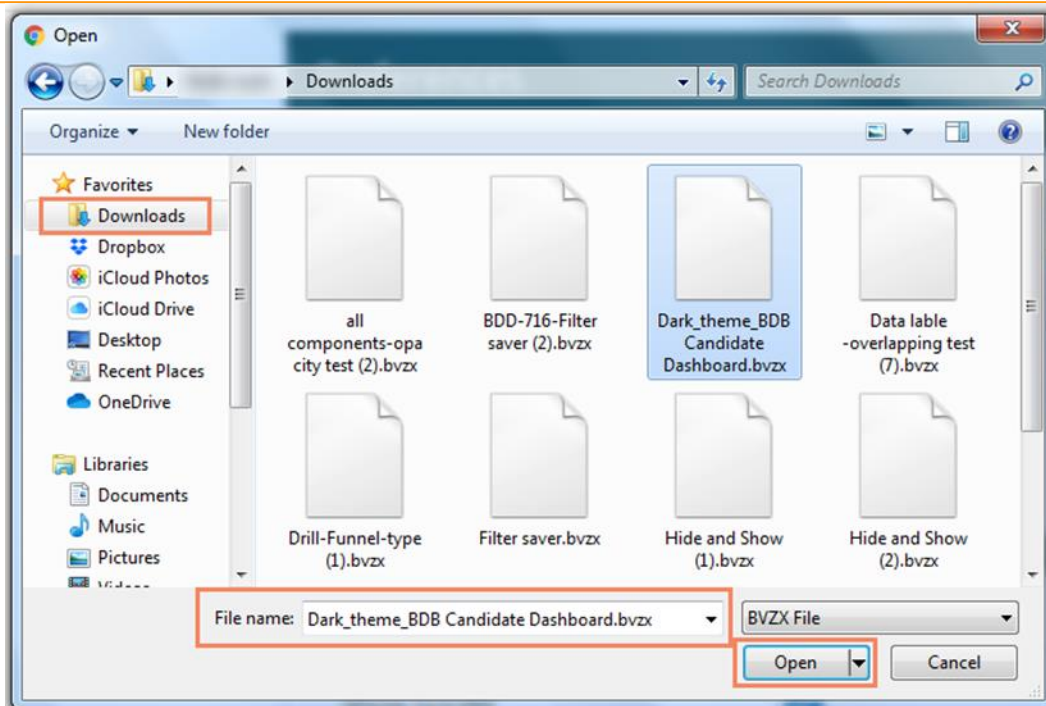 Open
Downloads
Search Downloads
Organize
New folder
Favorites
Downloads
Dropbox
iCloud Photos
iCloud Drive
Desktop
Recent Places
OneDrive
Libraries
Documents
Music
Pictures
all
components-opa
city test (2).bvzx
BDD-716-Filter
saver (2).bvzx
Dark_theme_BDB
Candidate
Dashboard.bvzx
Data lable
-overlapping test
(7).bvzx
Drill-Funnel-type
(1).bvzx
Filter saver.bvzx
Hide and Show
(1).bvzx
Hide and Show
(2).bvzx
File name: Dark_theme_BDB Candidate Dashboard.bvzx
BVZX File
Open
Cancel